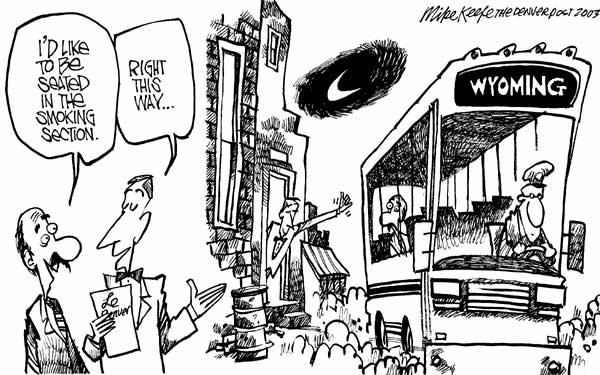 Mike Keefe THE DENVER POST 2003
I'D LIKE
TO BE
SEATED
IN THE
SMOKING
SECTION.
RIGHT
THIS
WAY...
WYOMING
Le
Denver